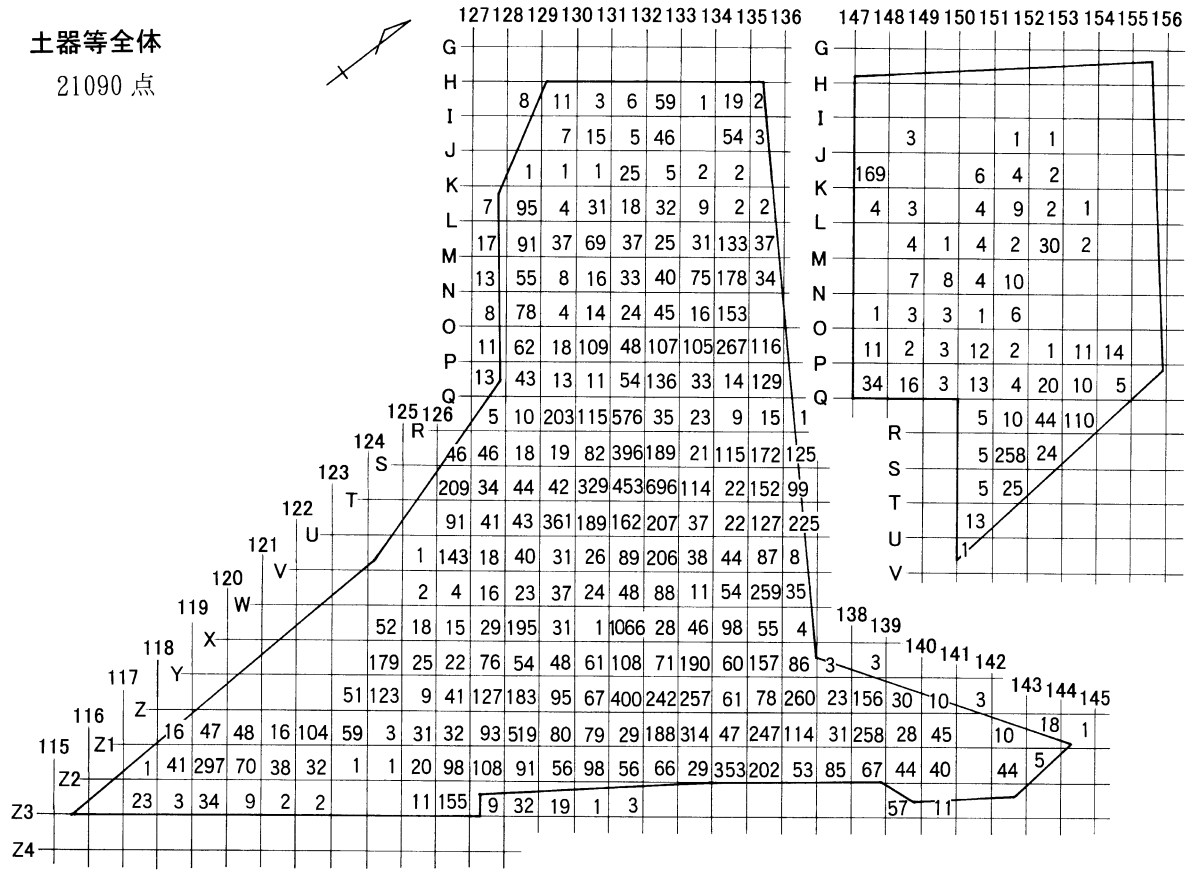 土器等全体
21090 点
127 128 129 130 131 132 133 134 135 136
147 148 149 150 151 152 153 154 155 156
G G
H H
8 11 3 6 59 1 19 2
I I
7 15 5 46 54 3 3 1 1
J J
1 1 1 25 5 2 2 169 6 4 2
K K
7 95 4 31 18 32 9 2 2 4 3 4 9 2 1
L L
17 91 37 69 37 25 31 133 37 4 1 4 2 30 2
M M
13 55 8 16 33 40 75 178 34 7 8 4 10
N N
8 78 4 14 24 45 16 153 1 3 3 1 6
O O
11 62 18 109 48 107 105 267 116 11 2 3 12 2 1 11 14
P P
13 43 13 11 54 136 33 14 129 34 16 3 13 4 20 10 5
Q Q
125 126
5 10 203 115 576 35 23 9 15 1 5 10 44 110
R R
124
46 46 18 19 82 396 189 21 115 172 125 5 258 24
S S
123
209 34 44 42 329 453 696 114 22 152 99 5 25
T T
122
91 41 43 361 189 162 207 37 22 127 225 13
U U
121
1 143 18 40 31 26 89 206 38 44 87 8 1
V V
120
2 4 16 23 37 24 48 88 11 54 259 35
W
119 138 139
52 18 15 29 195 31 1 1066 28 46 98 55 4
X
118 140 141 142
179 25 22 76 54 48 61 108 71 190 60 157 86 3 3
Y
117 143 144 145
51 123 9 41 127 183 95 67 400 242 257 61 78 260 23 156 30 10 3
Z
116
16 47 48 16 104 59 3 31 32 93 519 80 79 29 188 314 47 247 114 31 258 28 45 10 18 1
115 Z1
1 41 297 70 38 32 1 1 20 98 108 91 56 98 56 66 29 353 202 53 85 67 44 40 44 5
Z2
23 3 34 9 2 2 11 155 9 32 19 1 3 57 11
Z3
Z4